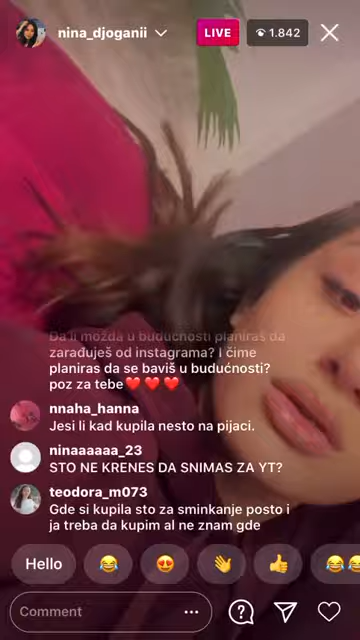 nina_djoganii
LIVE
1.842
Da li možda u budućnosti planiraš da
zarađuješ od instagrama? I čime
planiras da se baviš u budućnosti?
poz za tebe❤️❤️❤️
nnaha_hanna
Jesi li kad kupila nesto na pijaci.
ninaaaaaa_23
STO NE KRENES DA SNIMAS ZA YT?
teodora_m073
Gde si kupila sto za sminkanje posto i
ja treba da kupim al ne znam gde
Hello
Comment